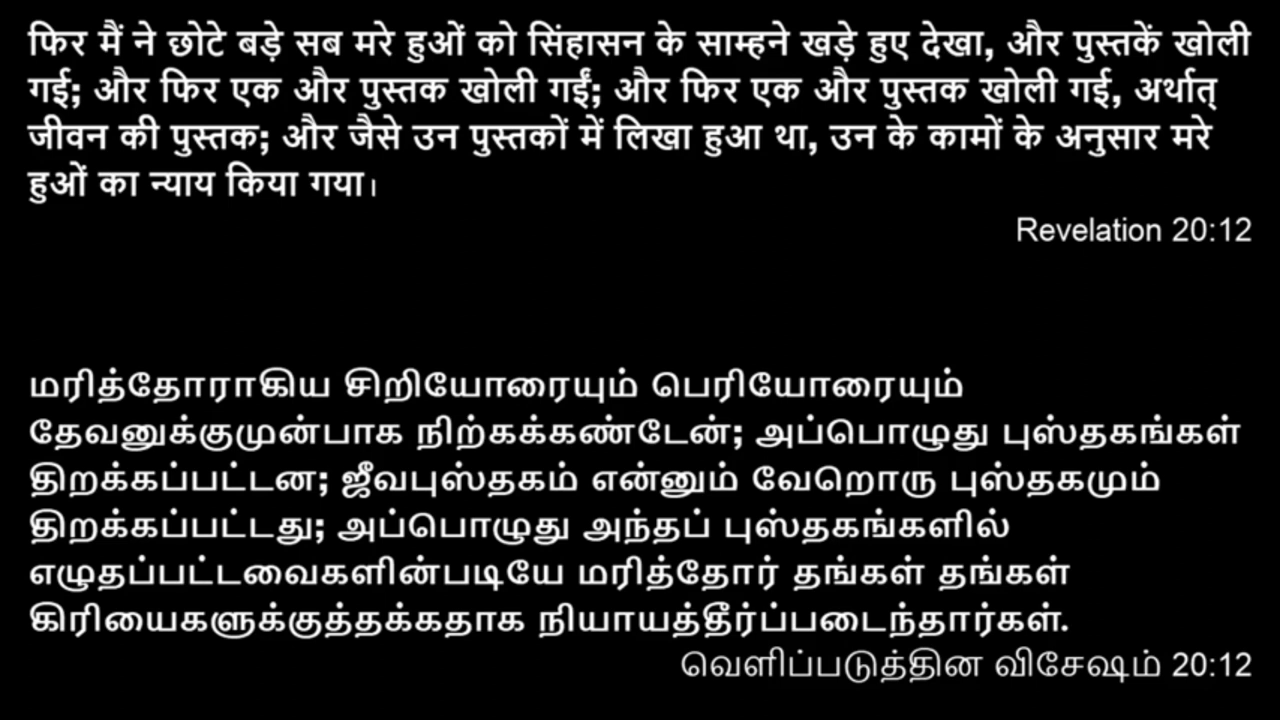 फिर मैं ने छोटे बड़े सब मरे हुओं को सिंहासन के साम्हने खड़े हुए देखा, और पुस्तकें खोली
गई; और फिर एक और पुस्तक खोली गईं; और फिर एक और पुस्तक खोली गई, अर्थात्
जीवन की पुस्तक; और जैसे उन पुस्तकों में लिखा हुआ था, उन के कामों के अनुसार मरे
हुओं का न्याय किया गया।
Revelation 20:12
மரித்தோராகிய சிறியோரையும் பெரியோரையும்
தேவனுக்குமுன்பாக நிற்கக்கண்டேன்; அப்பொழுது புஸ்தகங்கள்
திறக்கப்பட்டன; ஜீவபுஸ்தகம் என்னும் வேறொரு புஸ்தகமும்
திறக்கப்பட்டது; அப்பொழுது அந்தப் புஸ்தகங்களில்
எழுதப்பட்டவைகளின்படியே மரித்தோர் தங்கள் தங்கள்
கிரியைகளுக்குத்தக்கதாக நியாயத்தீர்ப்படைந்தார்கள்.
வெளிப்படுத்தின விசேஷம் 20:12